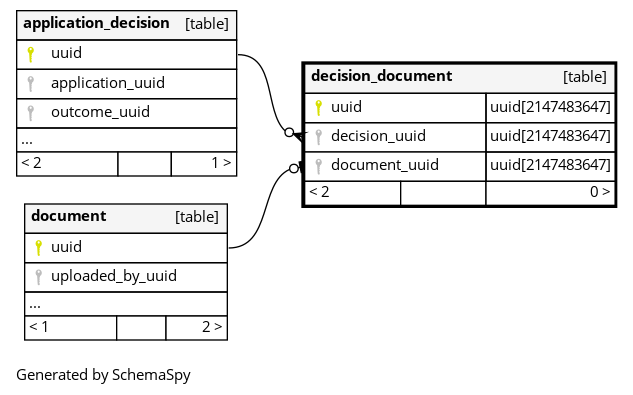 application_decision [table]
uuid
application_uuid
outcome_uuid
...
< 2 1 >
decision_document [table]
uuid uuid[2147483647]
decision_uuid uuid[2147483647]
document_uuid uuid[2147483647]
< 2 0 >
document [table]
uuid
uploaded_by_uuid
...
< 1 2 >
Generated by SchemaSpy